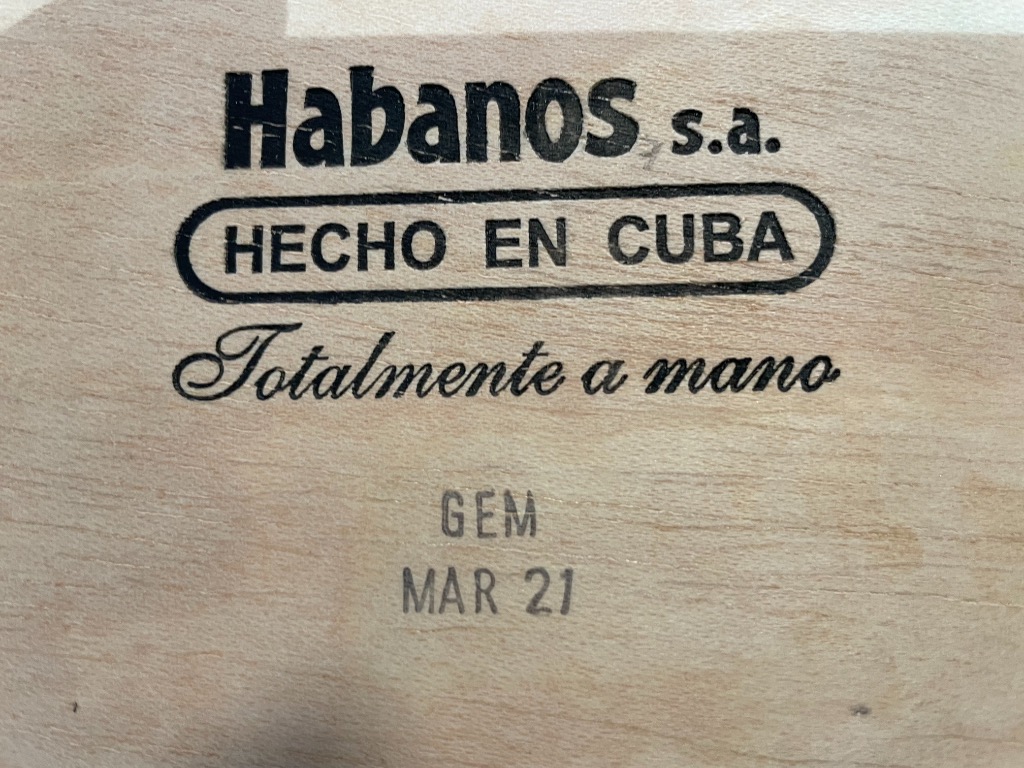 Habanos s.a.
HECHO EN CUBA
Totalmente a mano
GEM
MAR 21